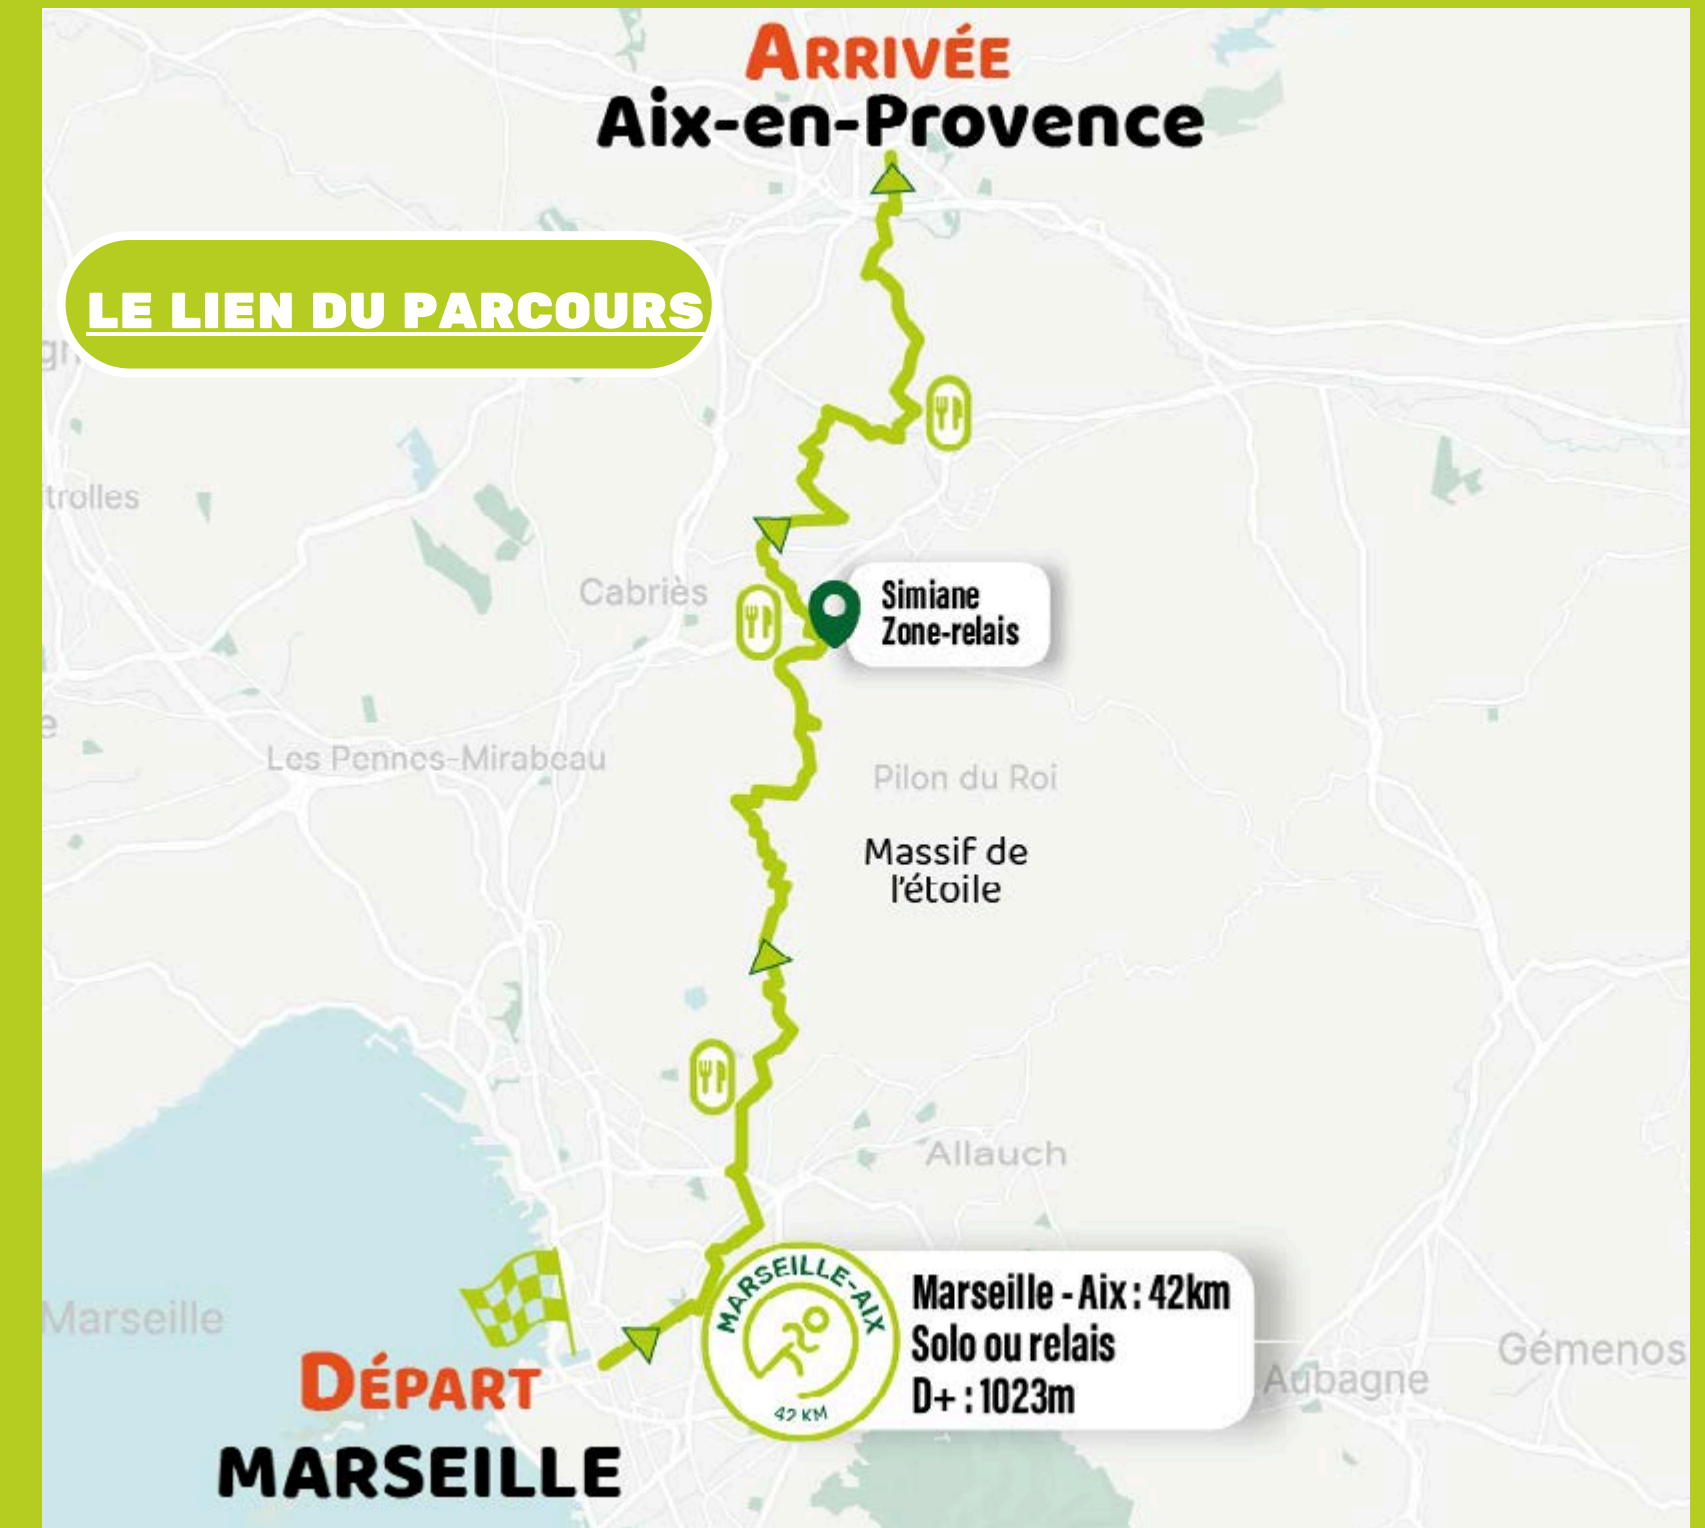 ARRIVÉE
Aix-en-Provence
LE LIEN DU PARCOURS
trolles
Cabriès
Simiane
Zone-relais
Les Pennes-Mirabeau
Pilon du Roi
Massif de
l'étoile
Allauch
MARSEILLE-AIX
42 KM
Marseille - Aix : 42km
Solo ou relais
D+ : 1023m
Marseille
Gémenos
Aubagne
DÉPART
MARSEILLE